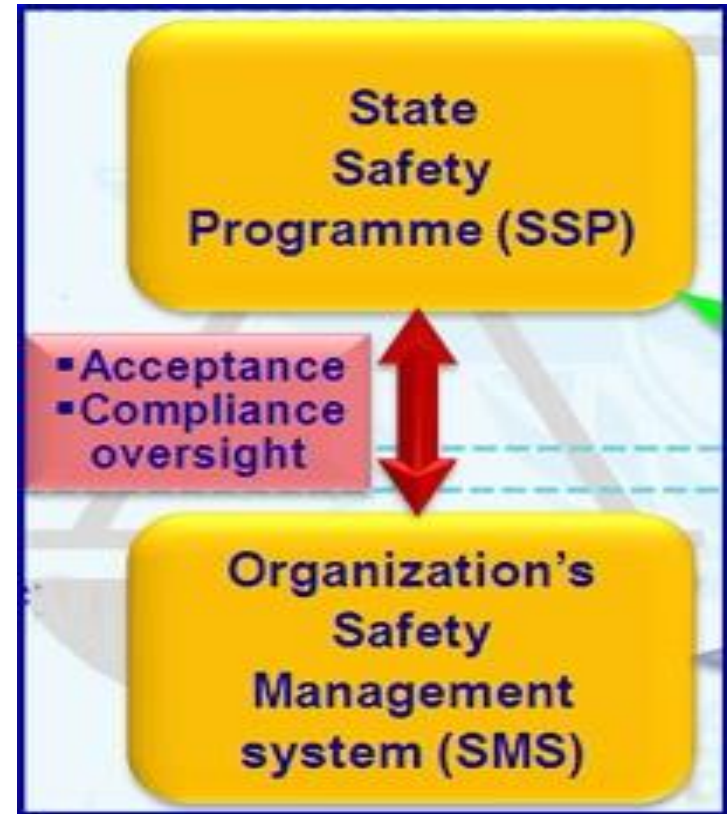 State
Safety
Programme (SSP)
▪Acceptance
▪Compliance
oversight
Organization's
Safety
Management
system (SMS)